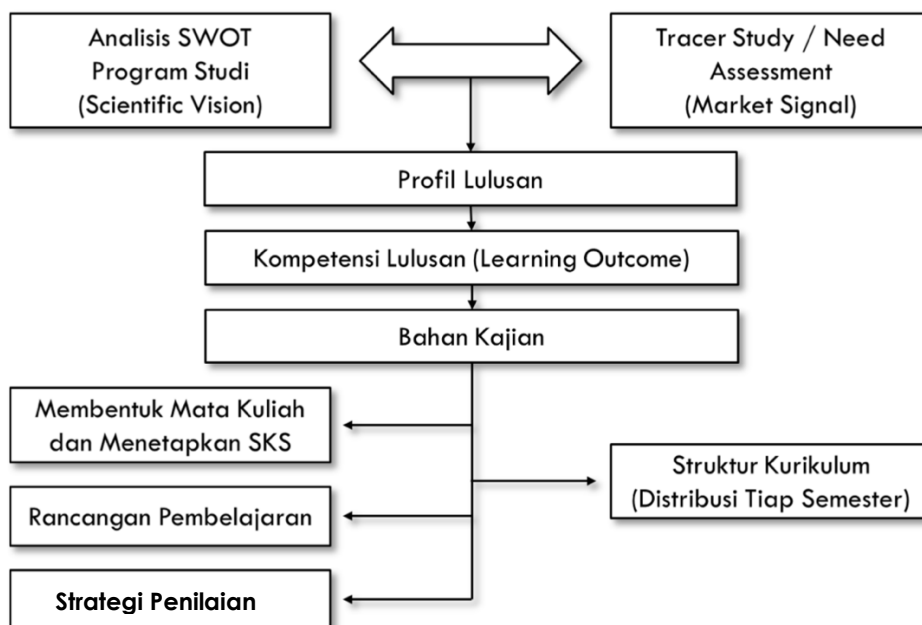 Analisis SWOT
Program Studi
(Scientific Vision)
Tracer Study / Need
Assessment
(Market Signal)
Profil Lulusan
Kompetensi Lulusan (Learning Outcome)
Bahan Kajian
Membentuk Mata Kuliah
dan Menetapkan SKS
Struktur Kurikulum
(Distribusi Tiap Semester)
Rancangan Pembelajaran
Strategi Penilaian